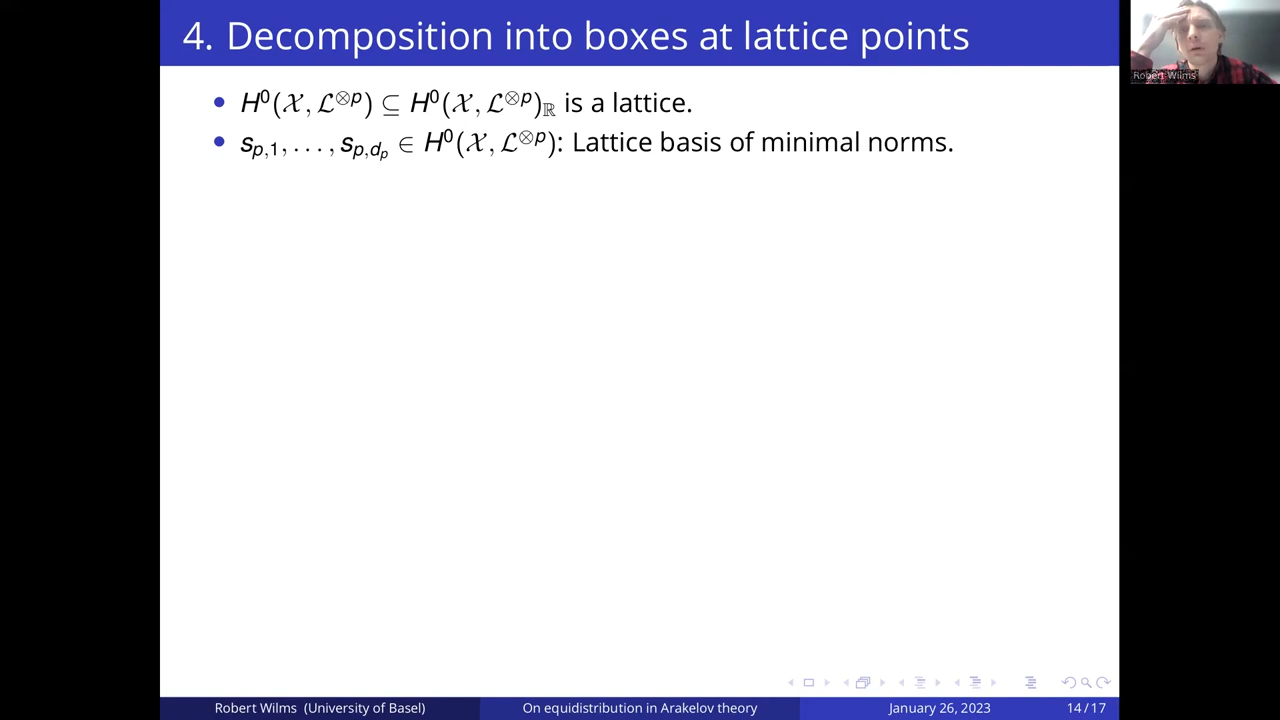 4. Decomposition into boxes at lattice points
Robert Wilms
• H⁰(𝒳, ℒ^{⊗p}) ⊆ H⁰(𝒳, ℒ^{⊗p})_ℝ is a lattice.
• s_{p,1}, . . . , s_{p,d_p} ∈ H⁰(𝒳, ℒ^{⊗p}): Lattice basis of minimal norms.
Robert Wilms (University of Basel) On equidistribution in Arakelov theory January 26, 2023 14 / 17